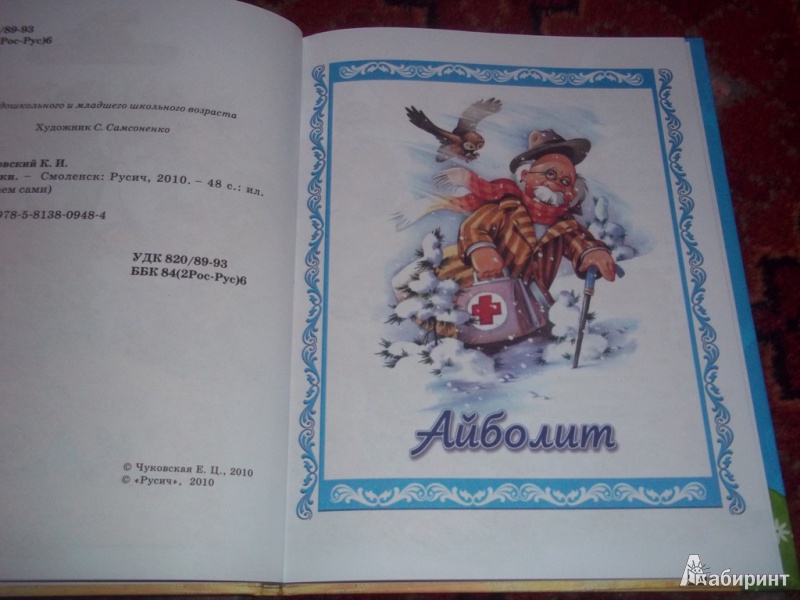 /89-93
2Рос-Рус)6
дошкольного и младшего школьного возраста
Художник С. Самсоненко
овский К. И.
ки. – Смоленск: Русич, 2010. – 48 с.: ил.
ем сами)
978-5-8138-0948-4
УДК 820/89-93
ББК 84(2Рос-Рус)6
© Чуковская Е. Ц., 2010
© «Русич», 2010
Айболит
Лабиринт